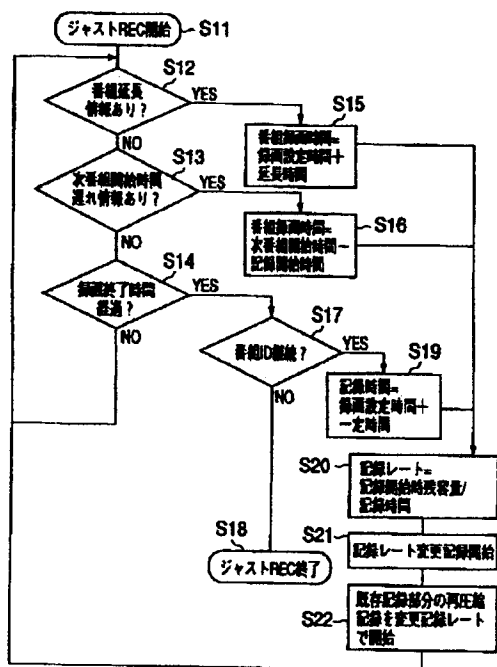 ジャストREC開始
S11
S12
番組延長
情報あり？
YES
NO
S15
番組録画時間=
録画設定時間+
延長時間
S13
次番組開始時間
遅れ情報あり？
YES
NO
S16
番組録画時間=
次番組開始時間-
記録開始時間
S14
録画終了時間
経過？
YES
NO
S17
番組ID継続？
YES
NO
S19
記録時間=
録画設定時間+
一定時間
S20
記録レート=
記録開始時残容量/
記録時間
S18
ジャストREC終了
S21
記録レート変更記録開始
S22
既存記録部分の再圧縮
記録を変更記録レート
で開始